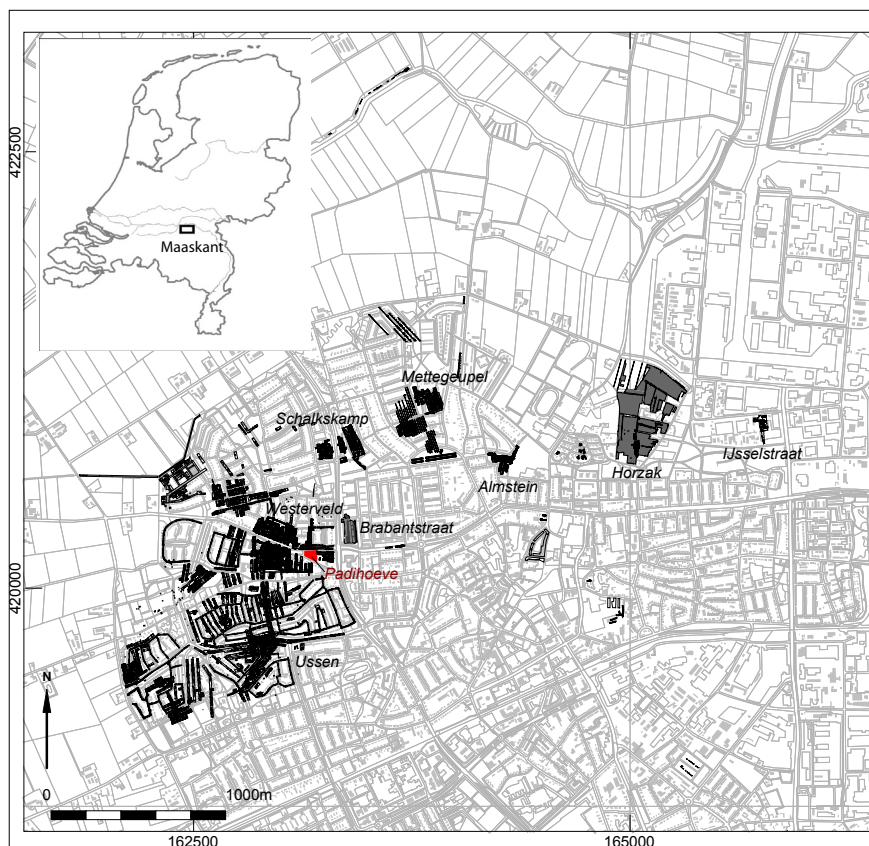 422500
Maaskant
Mettegeupel
Schalkskamp
IJsselstraat
Horzak
Almstein
Westerveld
Brabantstraat
Padihoeve
420000
Ussen
N
0 1000m
162500 165000